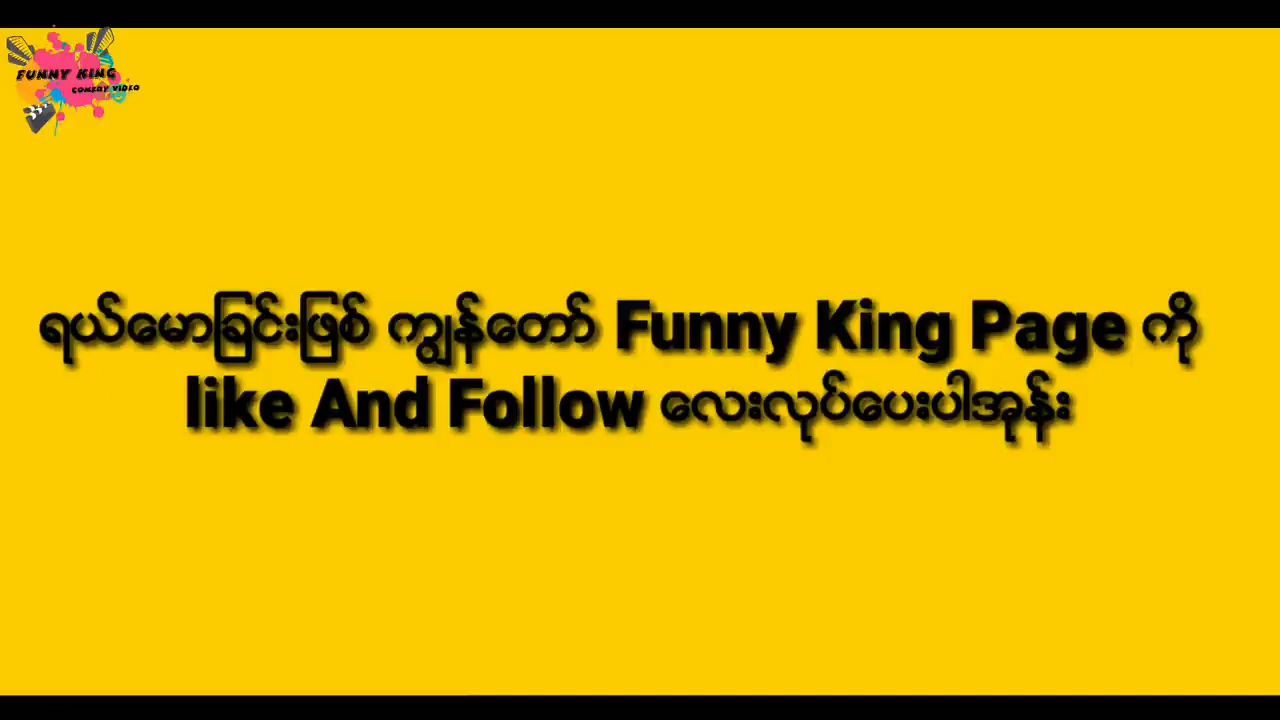 FUNNY KING
COMEDY VIDEO
ရယ်မောခြင်းဖြစ် ကျွန်တော် Funny King Page ကို
like And Follow လေးလုပ်ပေးပါအုန်း